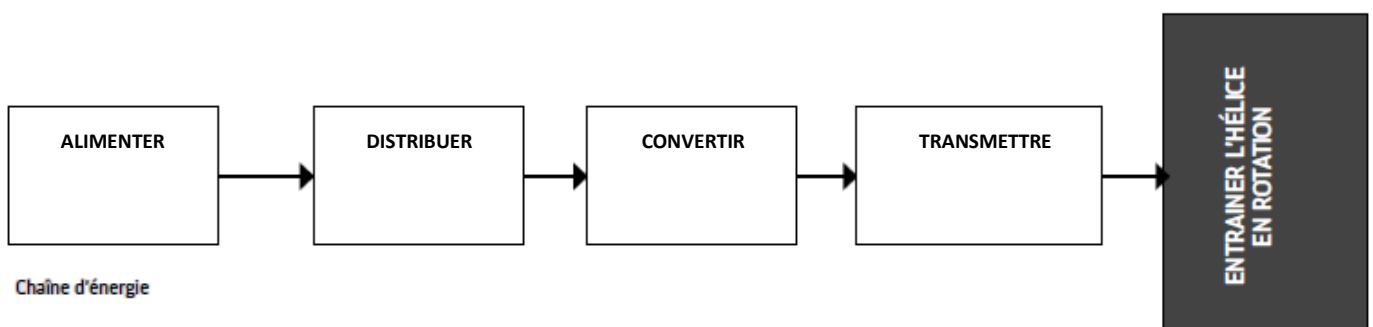 ALIMENTER
DISTRIBUER
CONVERTIR
TRANSMETTRE
ENTRAINER L'HÉLICE
EN ROTATION
Chaîne d'énergie